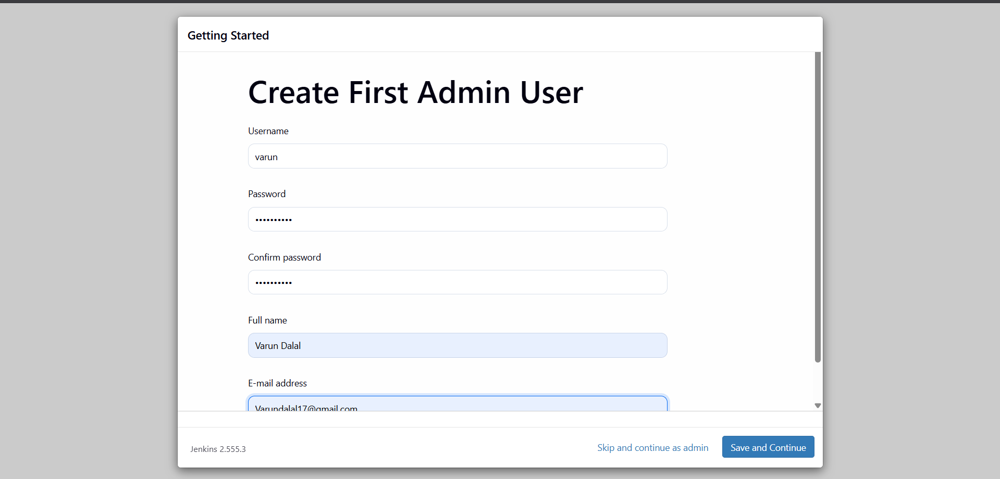 Getting Started
Create First Admin User
Username
varun
Password
••••••••••
Confirm password
••••••••••
Full name
Varun Dalal
E-mail address
Varundalal17@gmail.com
Jenkins 2.555.3
Skip and continue as admin
Save and Continue